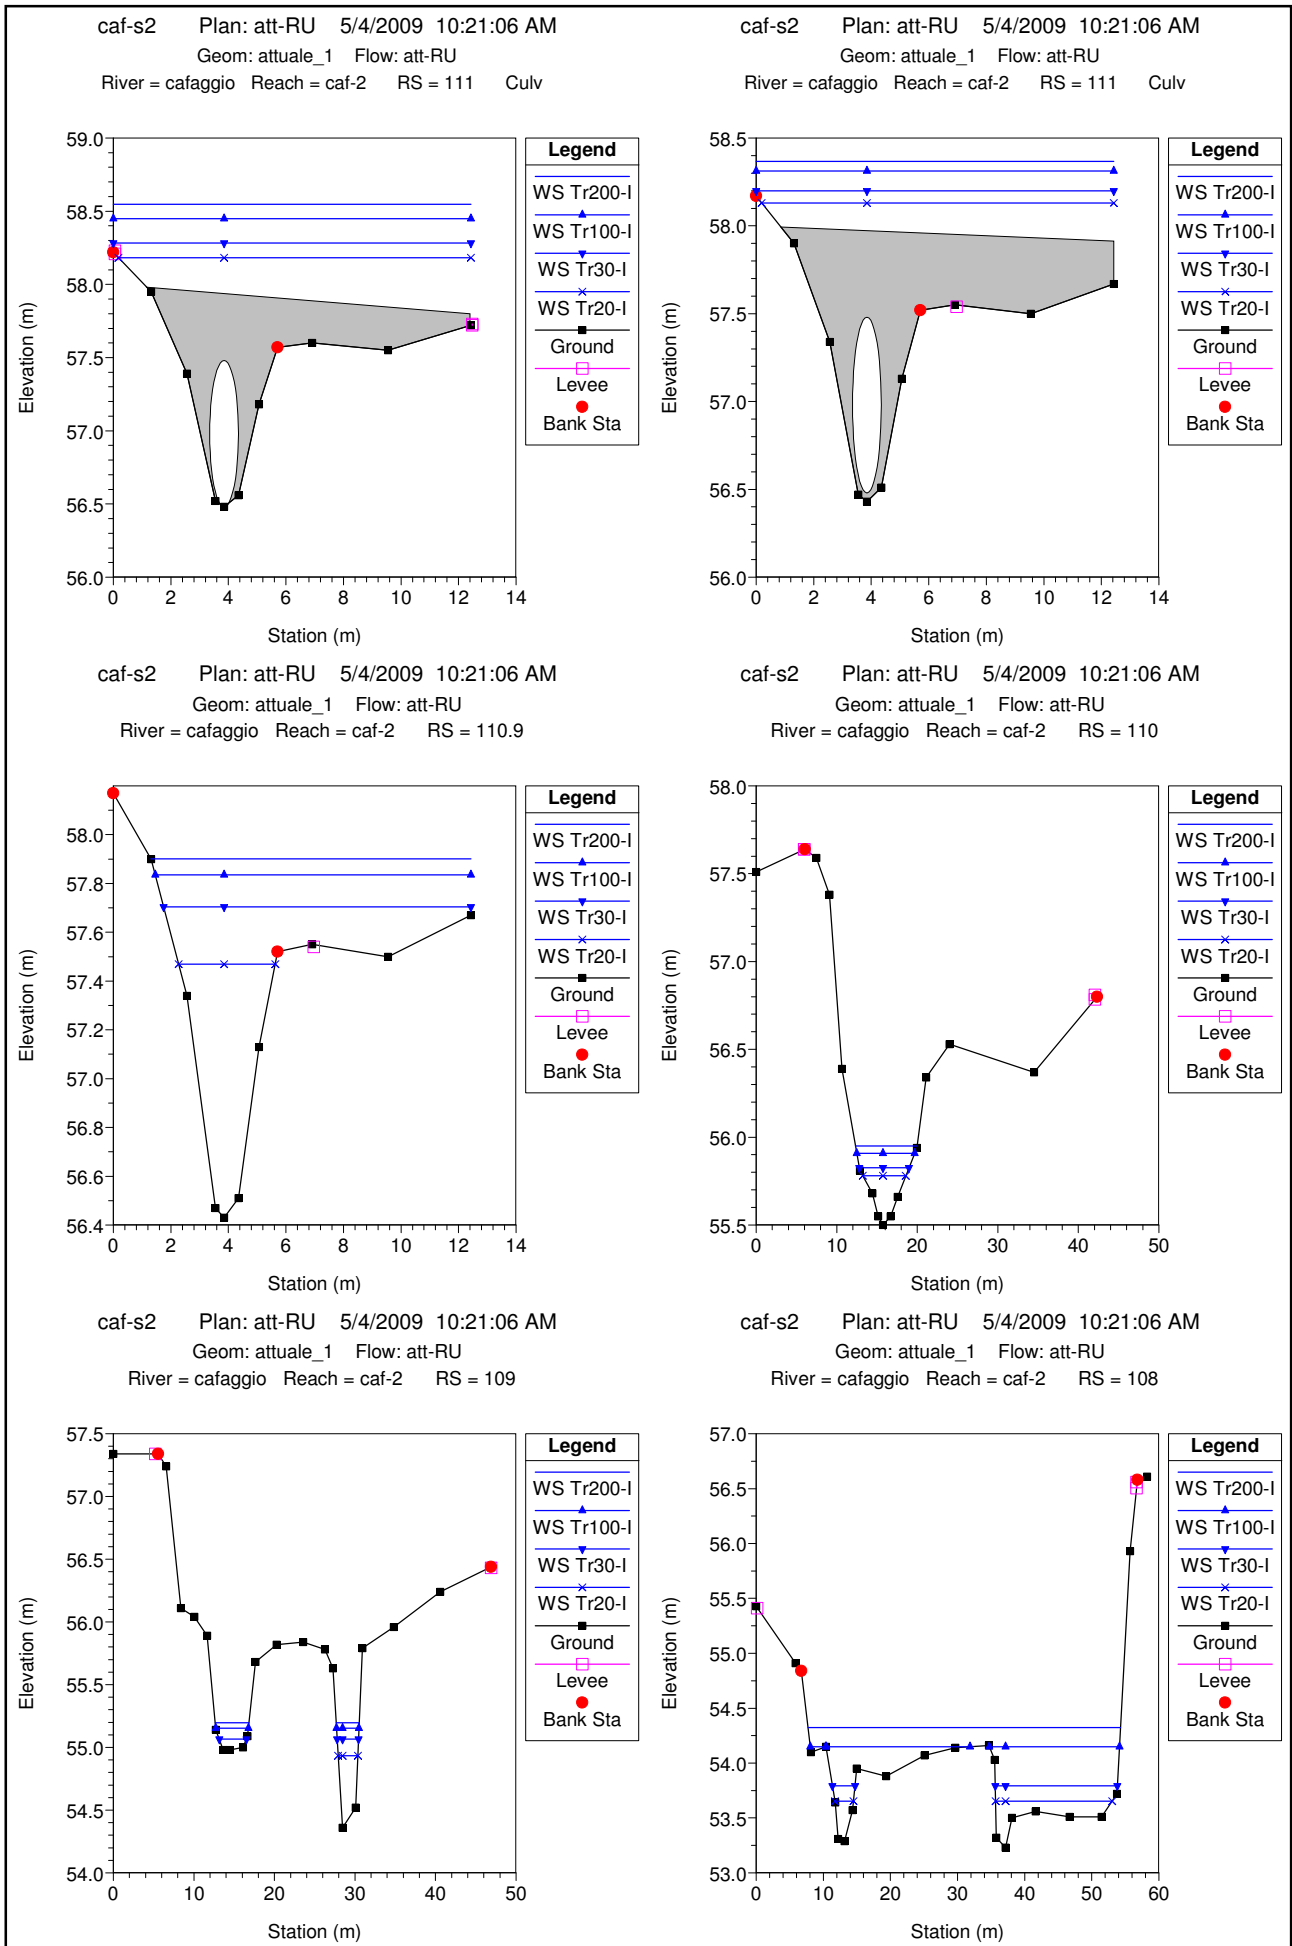 caf-s2 Plan: att-RU 5/4/2009 10:21:06 AM
Geom: attuale_1 Flow: att-RU
River = cafaggio Reach = caf-2 RS = 111 Culv
59.0
58.5
58.0
57.5
57.0
56.5
56.0
0 2 4 6 8 10 12 14
Station (m)
Elevation (m)
Legend
WS Tr200-I
WS Tr100-I
WS Tr30-I
WS Tr20-I
Ground
Levee
Bank Sta
caf-s2 Plan: att-RU 5/4/2009 10:21:06 AM
Geom: attuale_1 Flow: att-RU
River = cafaggio Reach = caf-2 RS = 111 Culv
58.5
58.0
57.5
57.0
56.5
56.0
0 2 4 6 8 10 12 14
Station (m)
Elevation (m)
Legend
WS Tr200-I
WS Tr100-I
WS Tr30-I
WS Tr20-I
Ground
Levee
Bank Sta
caf-s2 Plan: att-RU 5/4/2009 10:21:06 AM
Geom: attuale_1 Flow: att-RU
River = cafaggio Reach = caf-2 RS = 110.9
58.0
57.8
57.6
57.4
57.2
57.0
56.8
56.6
56.4
0 2 4 6 8 10 12 14
Station (m)
Elevation (m)
Legend
WS Tr200-I
WS Tr100-I
WS Tr30-I
WS Tr20-I
Ground
Levee
Bank Sta
caf-s2 Plan: att-RU 5/4/2009 10:21:06 AM
Geom: attuale_1 Flow: att-RU
River = cafaggio Reach = caf-2 RS = 110
58.0
57.5
57.0
56.5
56.0
55.5
0 10 20 30 40 50
Station (m)
Elevation (m)
Legend
WS Tr200-I
WS Tr100-I
WS Tr30-I
WS Tr20-I
Ground
Levee
Bank Sta
caf-s2 Plan: att-RU 5/4/2009 10:21:06 AM
Geom: attuale_1 Flow: att-RU
River = cafaggio Reach = caf-2 RS = 109
57.5
57.0
56.5
56.0
55.5
55.0
54.5
54.0
0 10 20 30 40 50
Station (m)
Elevation (m)
Legend
WS Tr200-I
WS Tr100-I
WS Tr30-I
WS Tr20-I
Ground
Levee
Bank Sta
caf-s2 Plan: att-RU 5/4/2009 10:21:06 AM
Geom: attuale_1 Flow: att-RU
River = cafaggio Reach = caf-2 RS = 108
57.0
56.5
56.0
55.5
55.0
54.5
54.0
53.5
53.0
0 10 20 30 40 50 60
Station (m)
Elevation (m)
Legend
WS Tr200-I
WS Tr100-I
WS Tr30-I
WS Tr20-I
Ground
Levee
Bank Sta